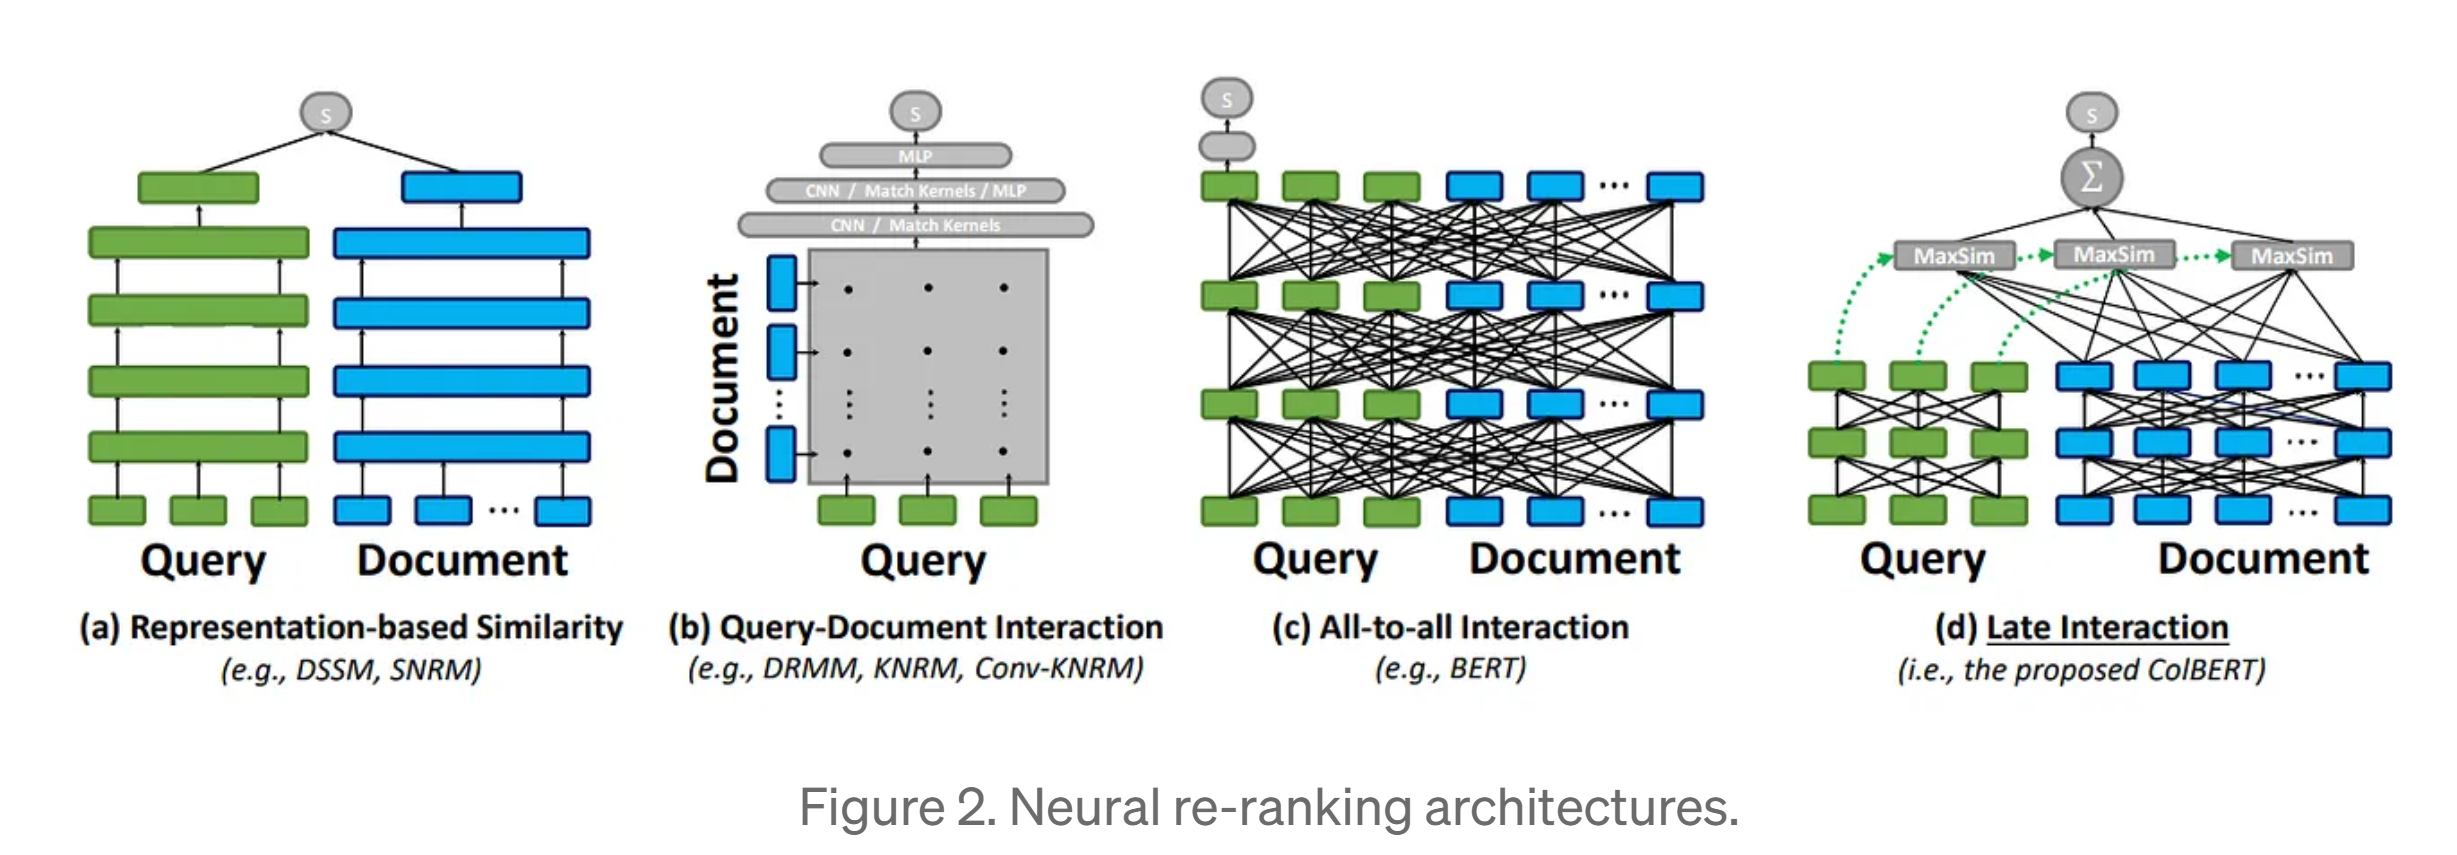 S
Query
Document
(a) Representation-based Similarity
(e.g., DSSM, SNRM)
S
MLP
CNN / Match Kernels / MLP
CNN / Match Kernels
Document
Query
(b) Query-Document Interaction
(e.g., DRMM, KNRM, Conv-KNRM)
S
Query
Document
(c) All-to-all Interaction
(e.g., BERT)
S
Σ
MaxSim
MaxSim
MaxSim
Query
Document
(d) Late Interaction
(i.e., the proposed ColBERT)
Figure 2. Neural re-ranking architectures.